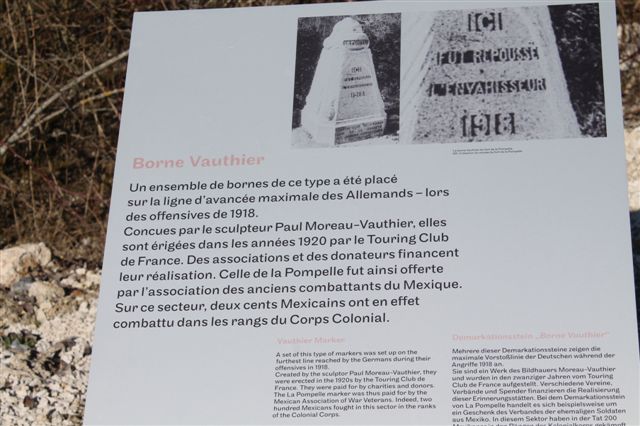 ICI
FUT REPOUSSÉ
L'ENVAHISSEUR
1918
ICI
FUT REPOUSSÉ
L'ENVAHISSEUR
1918
Borne Vauthier
Un ensemble de bornes de ce type a été placé
sur la ligne d'avancée maximale des Allemands – lors
des offensives de 1918.
Concues par le sculpteur Paul Moreau-Vauthier, elles
sont érigées dans les années 1920 par le Touring Club
de France. Des associations et des donateurs financent
leur réalisation. Celle de la Pompelle fut ainsi offerte
par l'association des anciens combattants du Mexique.
Sur ce secteur, deux cents Mexicains ont en effet
combattu dans les rangs du Corps Colonial.
Vauthier Marker
A set of this type of markers was set up on the
furthest line reached by the Germans during their
offensives in 1918.
Created by the sculptor Paul Moreau-Vauthier, they
were erected in the 1920s by the Touring Club of
France. They were paid for by charities and donors.
The La Pompelle marker was thus paid for by the
Mexican Association of War Veterans. Indeed, two
hundred Mexicans fought in this sector in the ranks
of the Colonial Corps.
Demarkationsstein „Borne Vauthier"
Mehrere dieser Demarkationssteine zeigen die
maximale Vorstoßlinie der Deutschen während der
Angriffe 1918 an.
Sie sind ein Werk des Bildhauers Moreau-Vauthier
und wurden in den zwanziger Jahren vom Touring
Club de France aufgestellt. Verschiedene Vereine,
Verbände und Spender finanzieren die Realisierung
dieser Erinnerungsstätten. Bei dem Demarkationsstein
von La Pompelle handelt es sich beispielsweise um
ein Geschenk des Verbandes der ehemaligen Soldaten
aus Mexiko. In diesem Sektor haben in der Tat 200